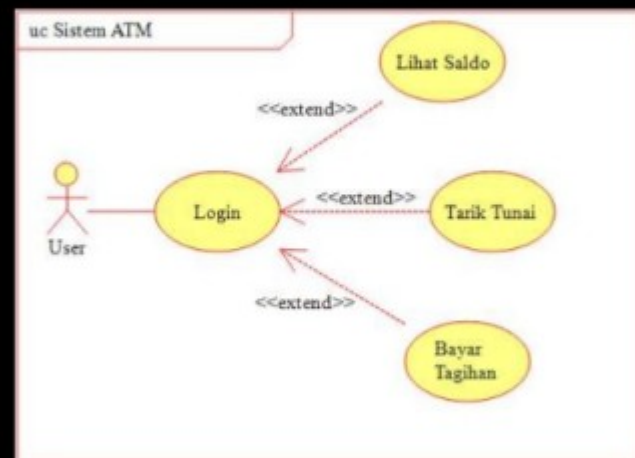 uc Sistem ATM
Lihat Saldo
<<extend>>
Login
<<extend>>
Tarik Tunai
User
<<extend>>
Bayar
Tagihan